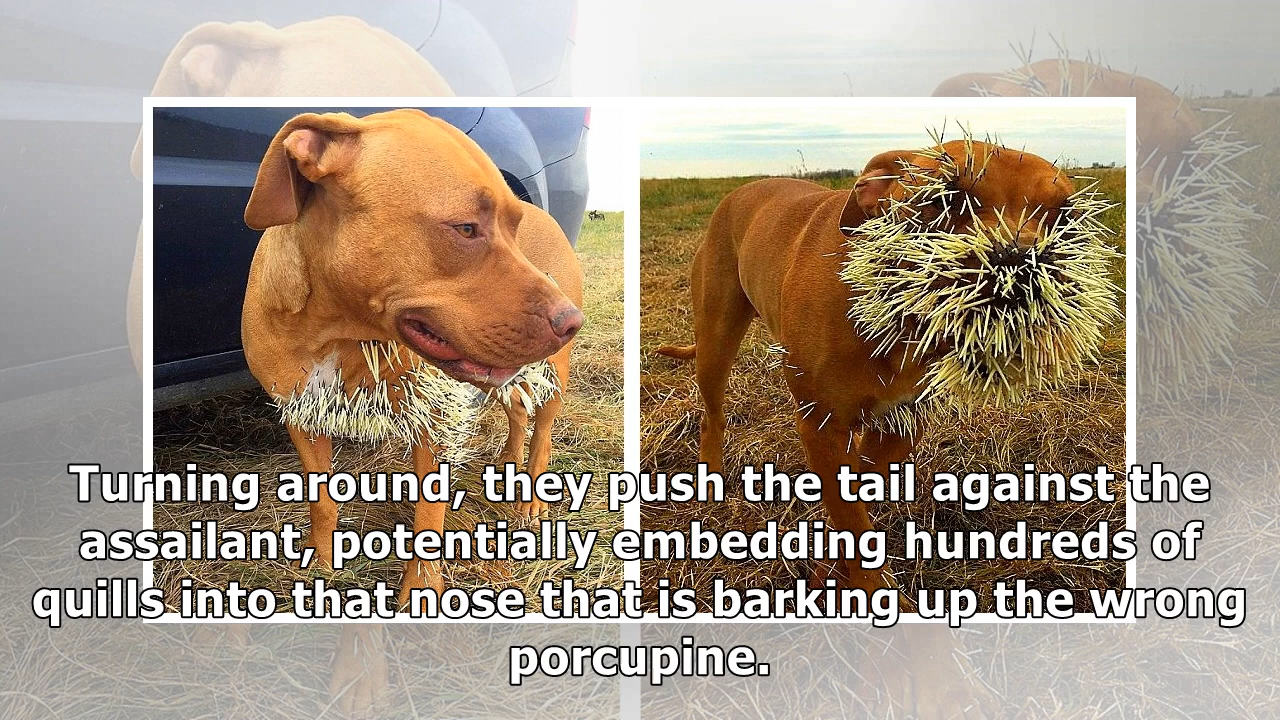 Turning around, they push the tail against the
assailant, potentially embedding hundreds of
quills into that nose that is barking up the wrong
porcupine.